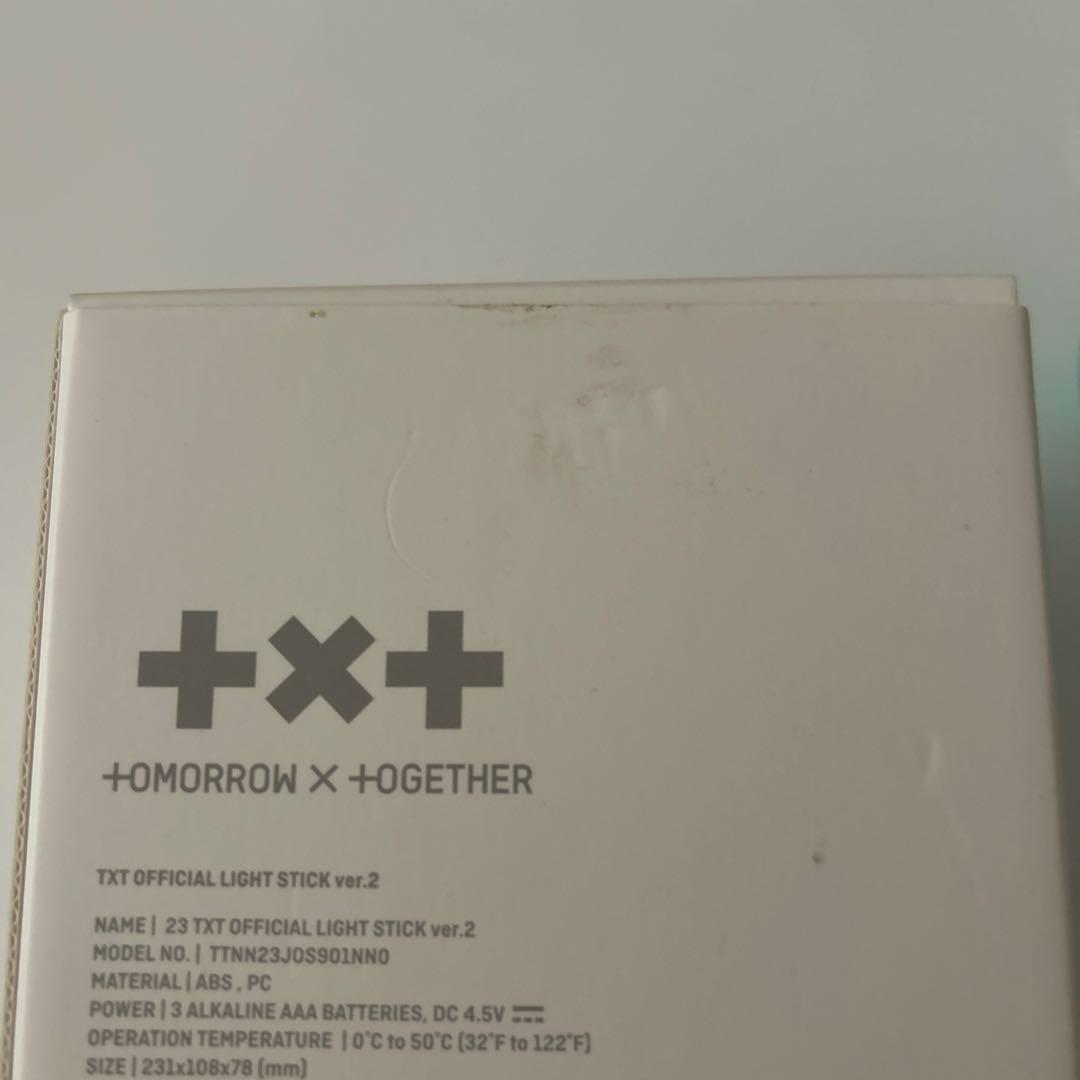 +×+
+OMORROW × +OGETHER
TXT OFFICIAL LIGHT STICK ver.2
NAME | 23 TXT OFFICIAL LIGHT STICK ver.2
MODEL NO. | TTNN23JOS901NNO
MATERIAL | ABS , PC
POWER | 3 ALKALINE AAA BATTERIES, DC 4.5V ⎓
OPERATION TEMPERATURE | 0°C to 50°C (32°F to 122°F)
SIZE | 231x108x78 (mm)